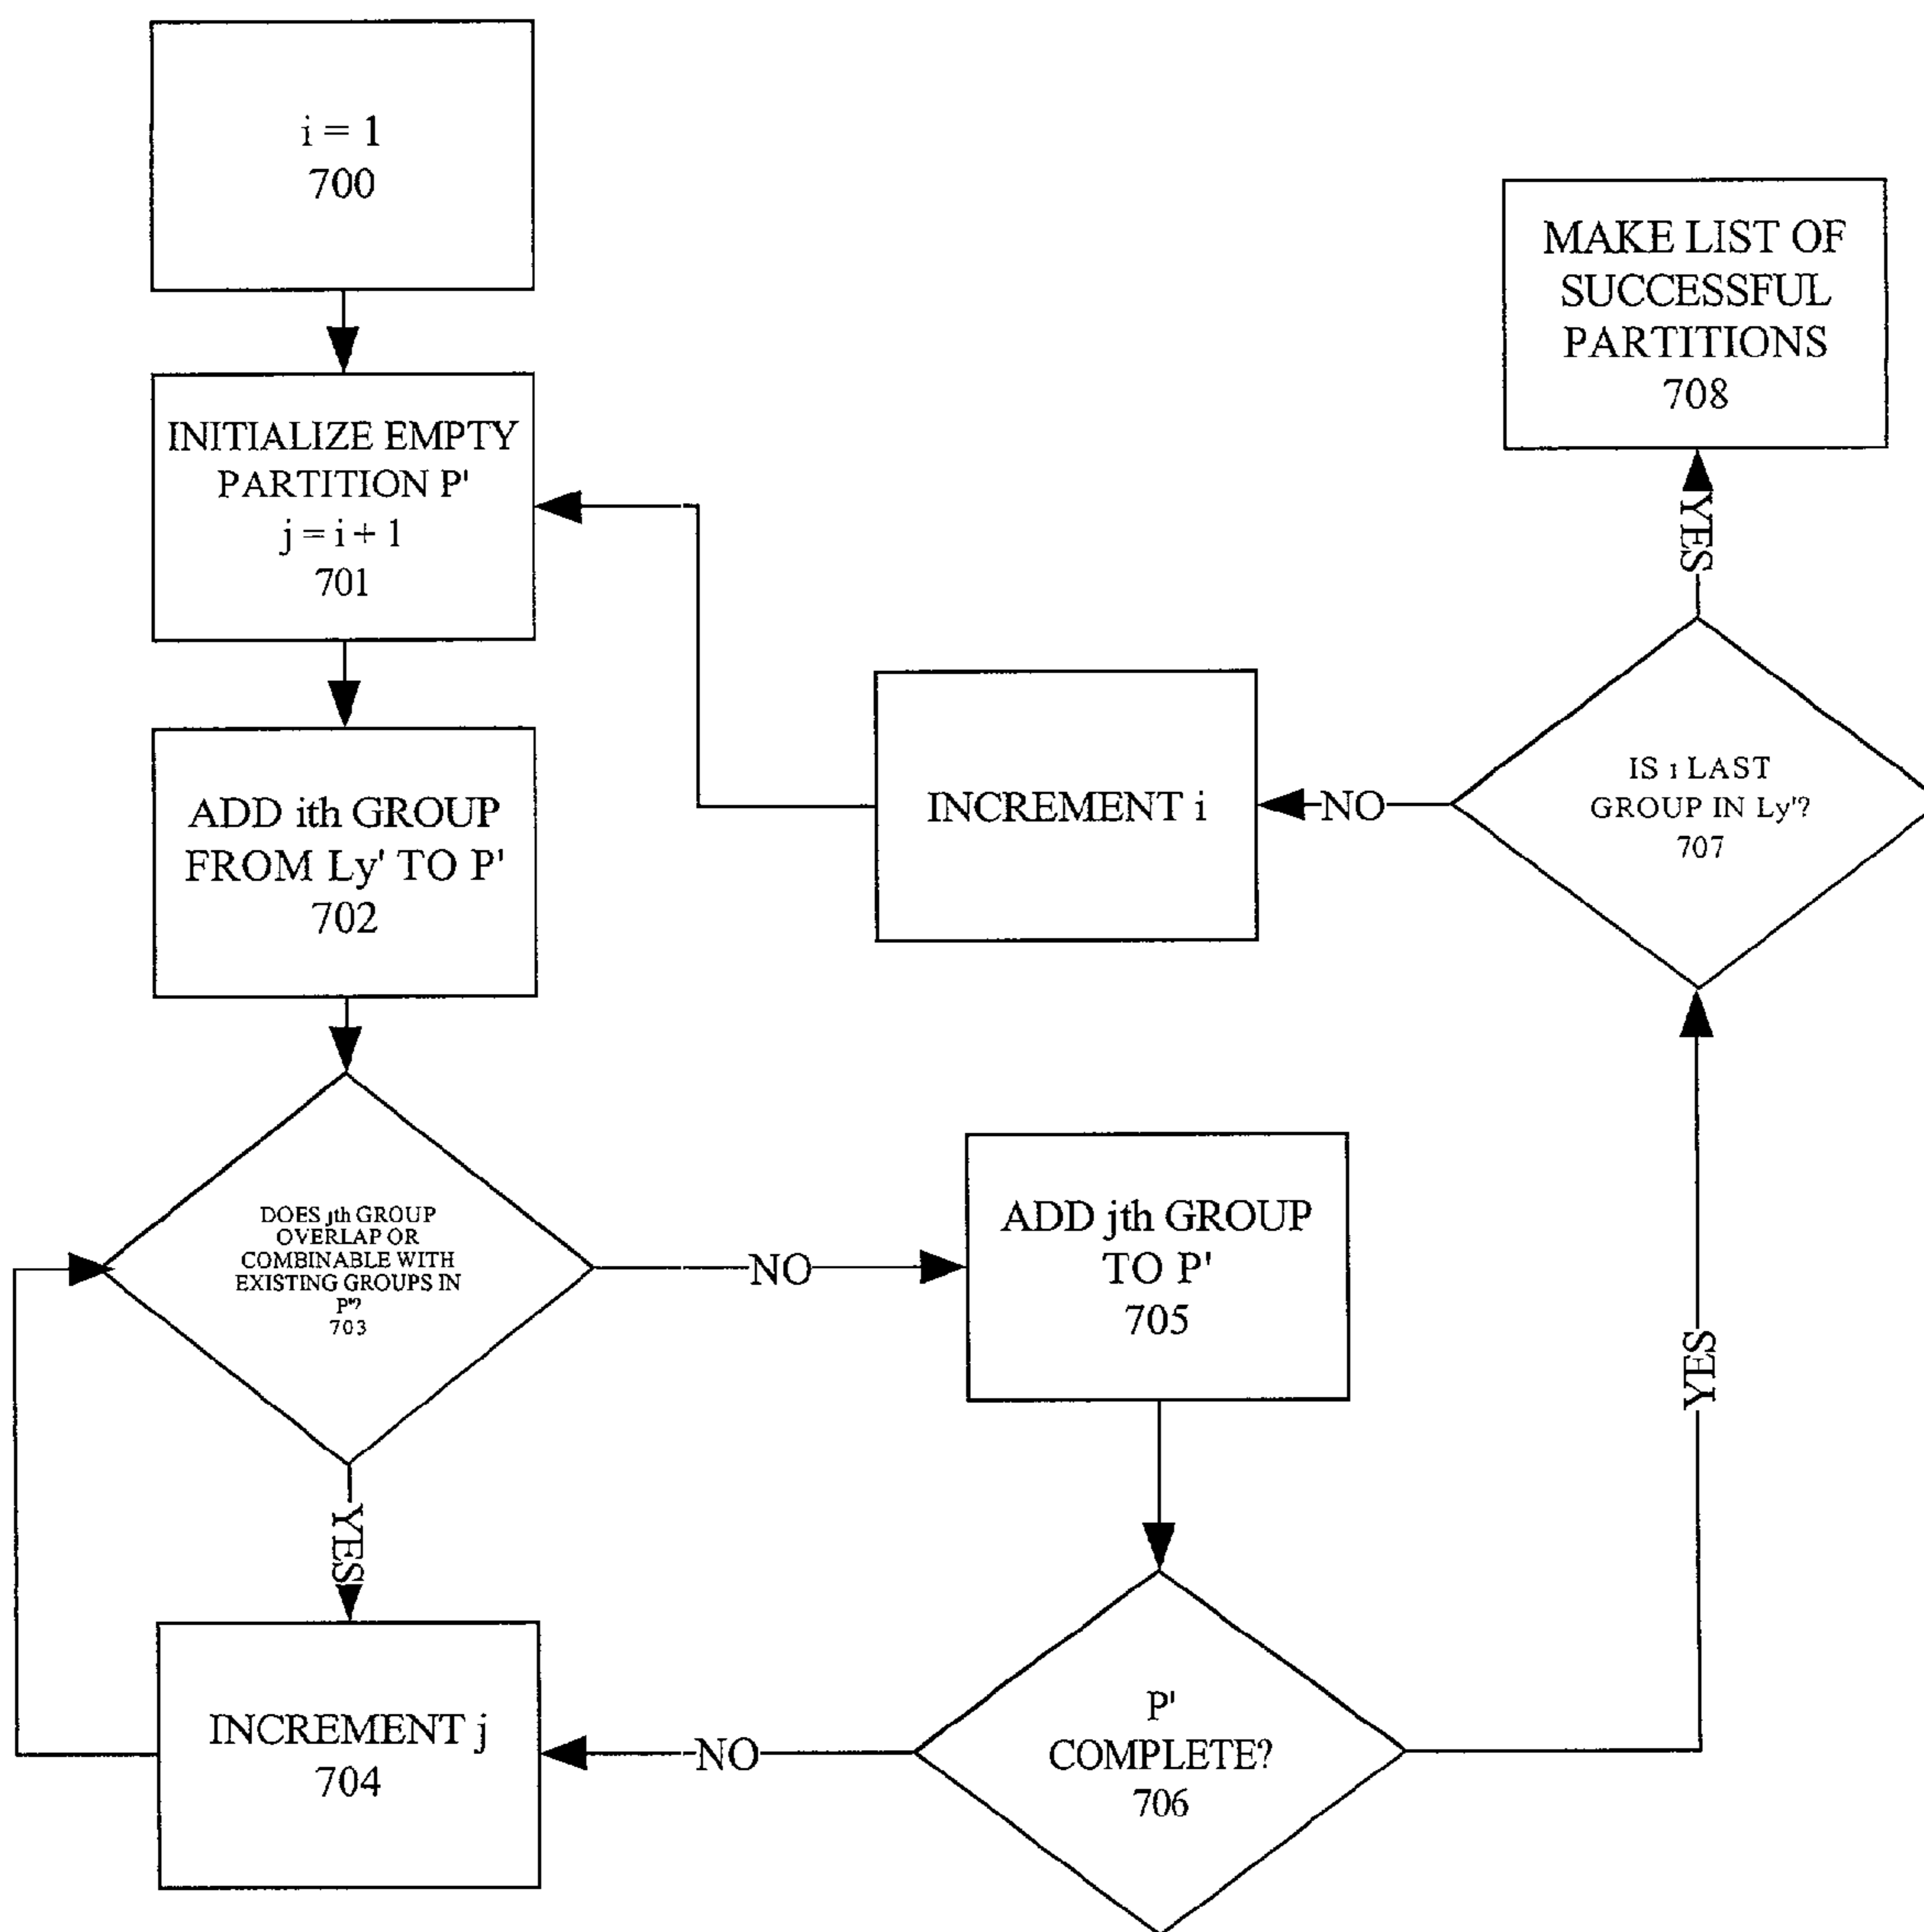 i = 1
700
INITIALIZE EMPTY
PARTITION P'
j = i + 1
701
ADD ith GROUP
FROM Ly' TO P'
702
DOES jth GROUP
OVERLAP OR
COMBINABLE WITH
EXISTING GROUPS IN
P'?
703
YES
INCREMENT j
704
NO
ADD jth GROUP
TO P'
705
P'
COMPLETE?
706
NO
YES
IS i LAST
GROUP IN Ly'?
707
NO
INCREMENT i
YES
MAKE LIST OF
SUCCESSFUL
PARTITIONS
708